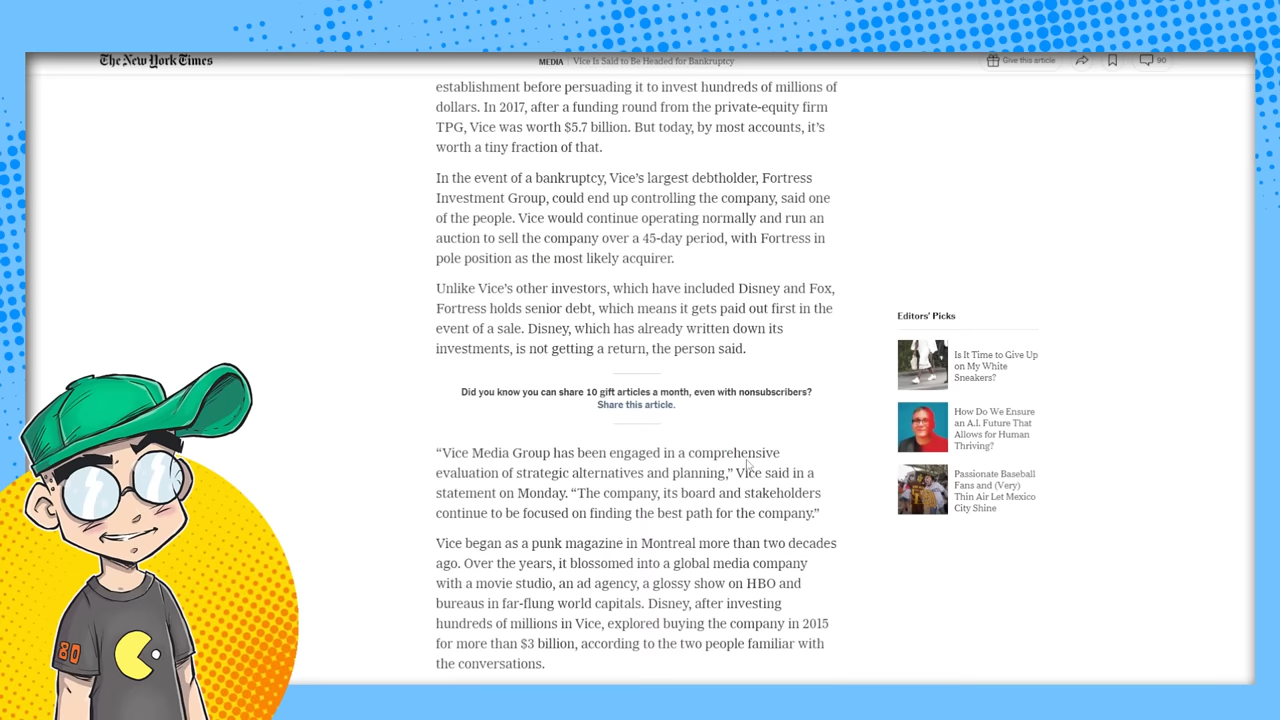 The New York Times
MEDIA | Vice Is Said to Be Headed for Bankruptcy
Give this article
90
establishment before persuading it to invest hundreds of millions of
dollars. In 2017, after a funding round from the private-equity firm
TPG, Vice was worth $5.7 billion. But today, by most accounts, it’s
worth a tiny fraction of that.
In the event of a bankruptcy, Vice’s largest debtholder, Fortress
Investment Group, could end up controlling the company, said one
of the people. Vice would continue operating normally and run an
auction to sell the company over a 45-day period, with Fortress in
pole position as the most likely acquirer.
Unlike Vice’s other investors, which have included Disney and Fox,
Fortress holds senior debt, which means it gets paid out first in the
event of a sale. Disney, which has already written down its
investments, is not getting a return, the person said.
Did you know you can share 10 gift articles a month, even with nonsubscribers?
Share this article.
“Vice Media Group has been engaged in a comprehensive
evaluation of strategic alternatives and planning,” Vice said in a
statement on Monday. “The company, its board and stakeholders
continue to be focused on finding the best path for the company.”
Vice began as a punk magazine in Montreal more than two decades
ago. Over the years, it blossomed into a global media company
with a movie studio, an ad agency, a glossy show on HBO and
bureaus in far-flung world capitals. Disney, after investing
hundreds of millions in Vice, explored buying the company in 2015
for more than $3 billion, according to the two people familiar with
the conversations.
Editors’ Picks
Is It Time to Give Up
on My White
Sneakers?
How Do We Ensure
an A.I. Future That
Allows for Human
Thriving?
Passionate Baseball
Fans and (Very)
Thin Air Let Mexico
City Shine
80